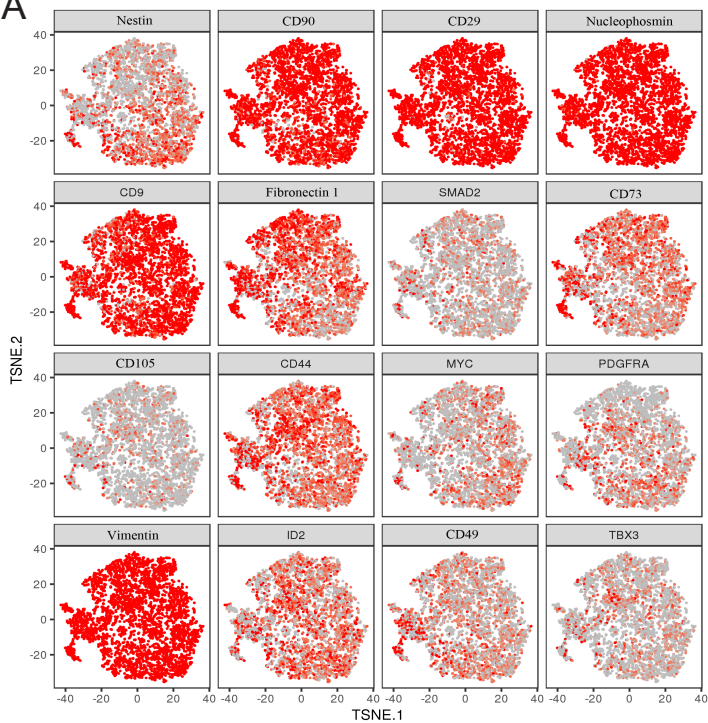 A
Nestin CD90 CD29 Nucleophosmin
40
20
0
-20
CD9 Fibronectin 1 SMAD2 CD73
40
20
0
-20
CD105 CD44 MYC PDGFRA
40
20
0
-20
Vimentin ID2 CD49 TBX3
40
20
0
-20
-40 -20 0 20 40 -40 -20 0 20 40 -40 -20 0 20 40 -40 -20 0 20 40
TSNE.1
TSNE.2